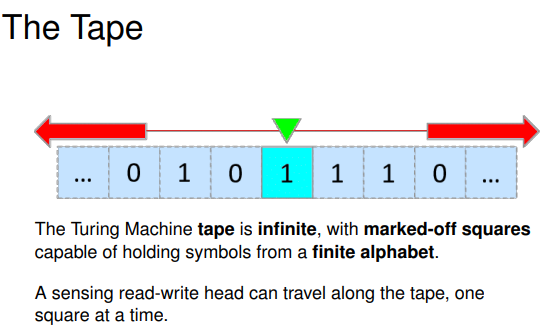 The Tape
... 0 1 0 1 1 1 0 ...
The Turing Machine tape is infinite, with marked-off squares
capable of holding symbols from a finite alphabet.
A sensing read-write head can travel along the tape, one
square at a time.